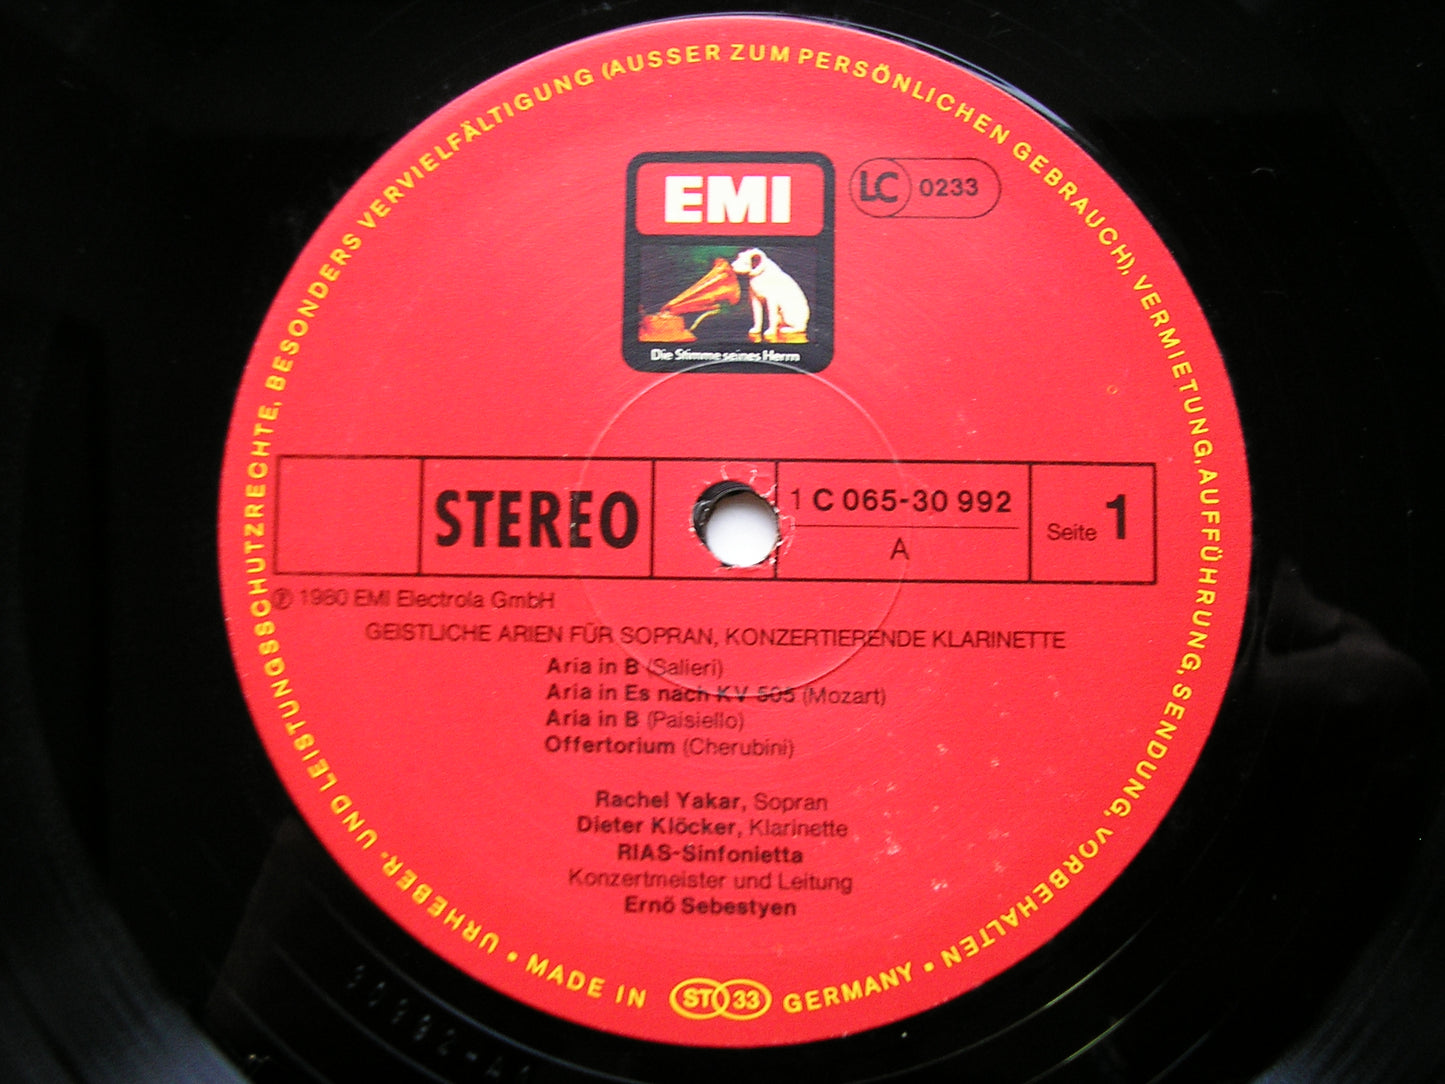 URHEBER- UND LEISTUNGSSCHUTZRECHTE, BESONDERS VERVIELFÄLTIGUNG (AUSSER ZUM PERSÖNLICHEN GEBRAUCH), VERMIETUNG, AUFFÜHRUNG, SENDUNG, VORBEHALTEN •
EMI
LC 0233
Die Stimme seines Herrn
STEREO
1 C 065-30 992
A
Seite 1
℗ 1980 EMI Electrola GmbH
GEISTLICHE ARIEN FÜR SOPRAN, KONZERTIERENDE KLARINETTE
Aria in B (Salieri)
Aria in Es nach KV 505 (Mozart)
Aria in B (Paisiello)
Offertorium (Cherubini)
Rachel Yakar, Sopran
Dieter Klöcker, Klarinette
RIAS-Sinfonietta
Konzertmeister und Leitung
Ernö Sebestyen
• MADE IN ST 33 GERMANY
30992-A